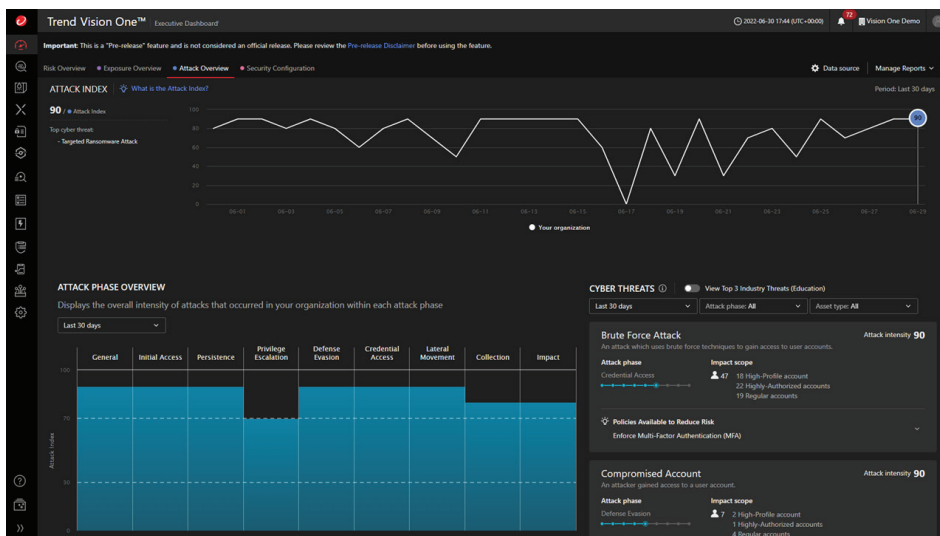 Trend Vision One™ Executive Dashboard
2022-06-30 17:44 (UTC+00:00)
72
Vision One Demo
Important: This is a "Pre-release" feature and is not considered an official release. Please review the Pre-release Disclaimer before using the feature.
Risk Overview
Exposure Overview
Attack Overview
Security Configuration
Data source
Manage Reports
ATTACK INDEX
What is the Attack Index?
Period: Last 30 days
90 / Attack Index
Top cyber threat:
- Targeted Ransomware Attack
100
80
60
40
20
0
90
06-01 06-03 06-05 06-07 06-09 06-11 06-13 06-15 06-17 06-19 06-21 06-23 06-25 06-27 06-29
Your organization
ATTACK PHASE OVERVIEW
Displays the overall intensity of attacks that occurred in your organization within each attack phase
Last 30 days
General
Initial Access
Persistence
Privilege Escalation
Defense Evasion
Credential Access
Lateral Movement
Collection
Impact
100
70
30
0
Attack Index
CYBER THREATS
View Top 3 Industry Threats (Education)
Last 30 days
Attack phase: All
Asset type: All
Brute Force Attack
Attack intensity 90
An attack which uses brute force techniques to gain access to user accounts.
Attack phase
Impact scope
Credential Access
47
18 High-Profile account
22 Highly-Authorized accounts
19 Regular accounts
Policies Available to Reduce Risk
Enforce Multi-Factor Authentication (MFA)
Compromised Account
Attack intensity 90
An attacker gained access to a user account.
Attack phase
Impact scope
Defense Evasion
7
2 High-Profile account
1 Highly-Authorized accounts
4 Regular accounts